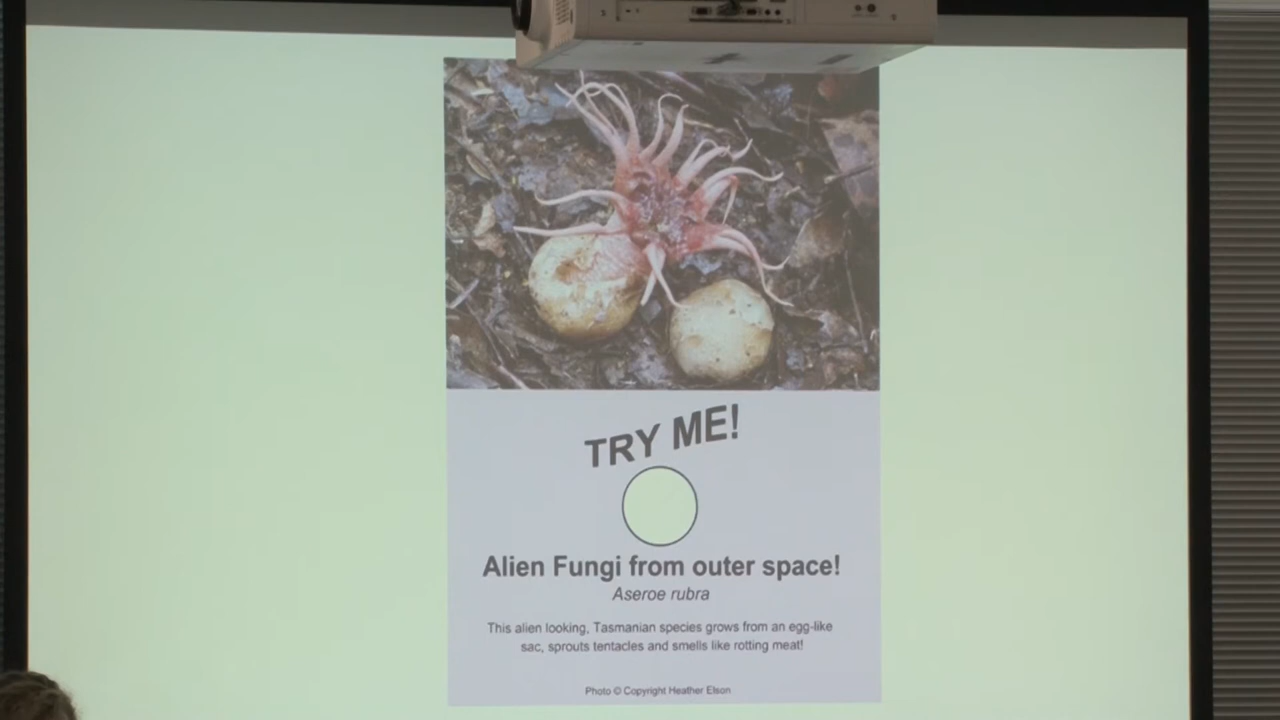 TRY ME!
Alien Fungi from outer space!
Aseroe rubra
This alien looking, Tasmanian species grows from an egg-like
sac, sprouts tentacles and smells like rotting meat!
Photo © Copyright Heather Elson